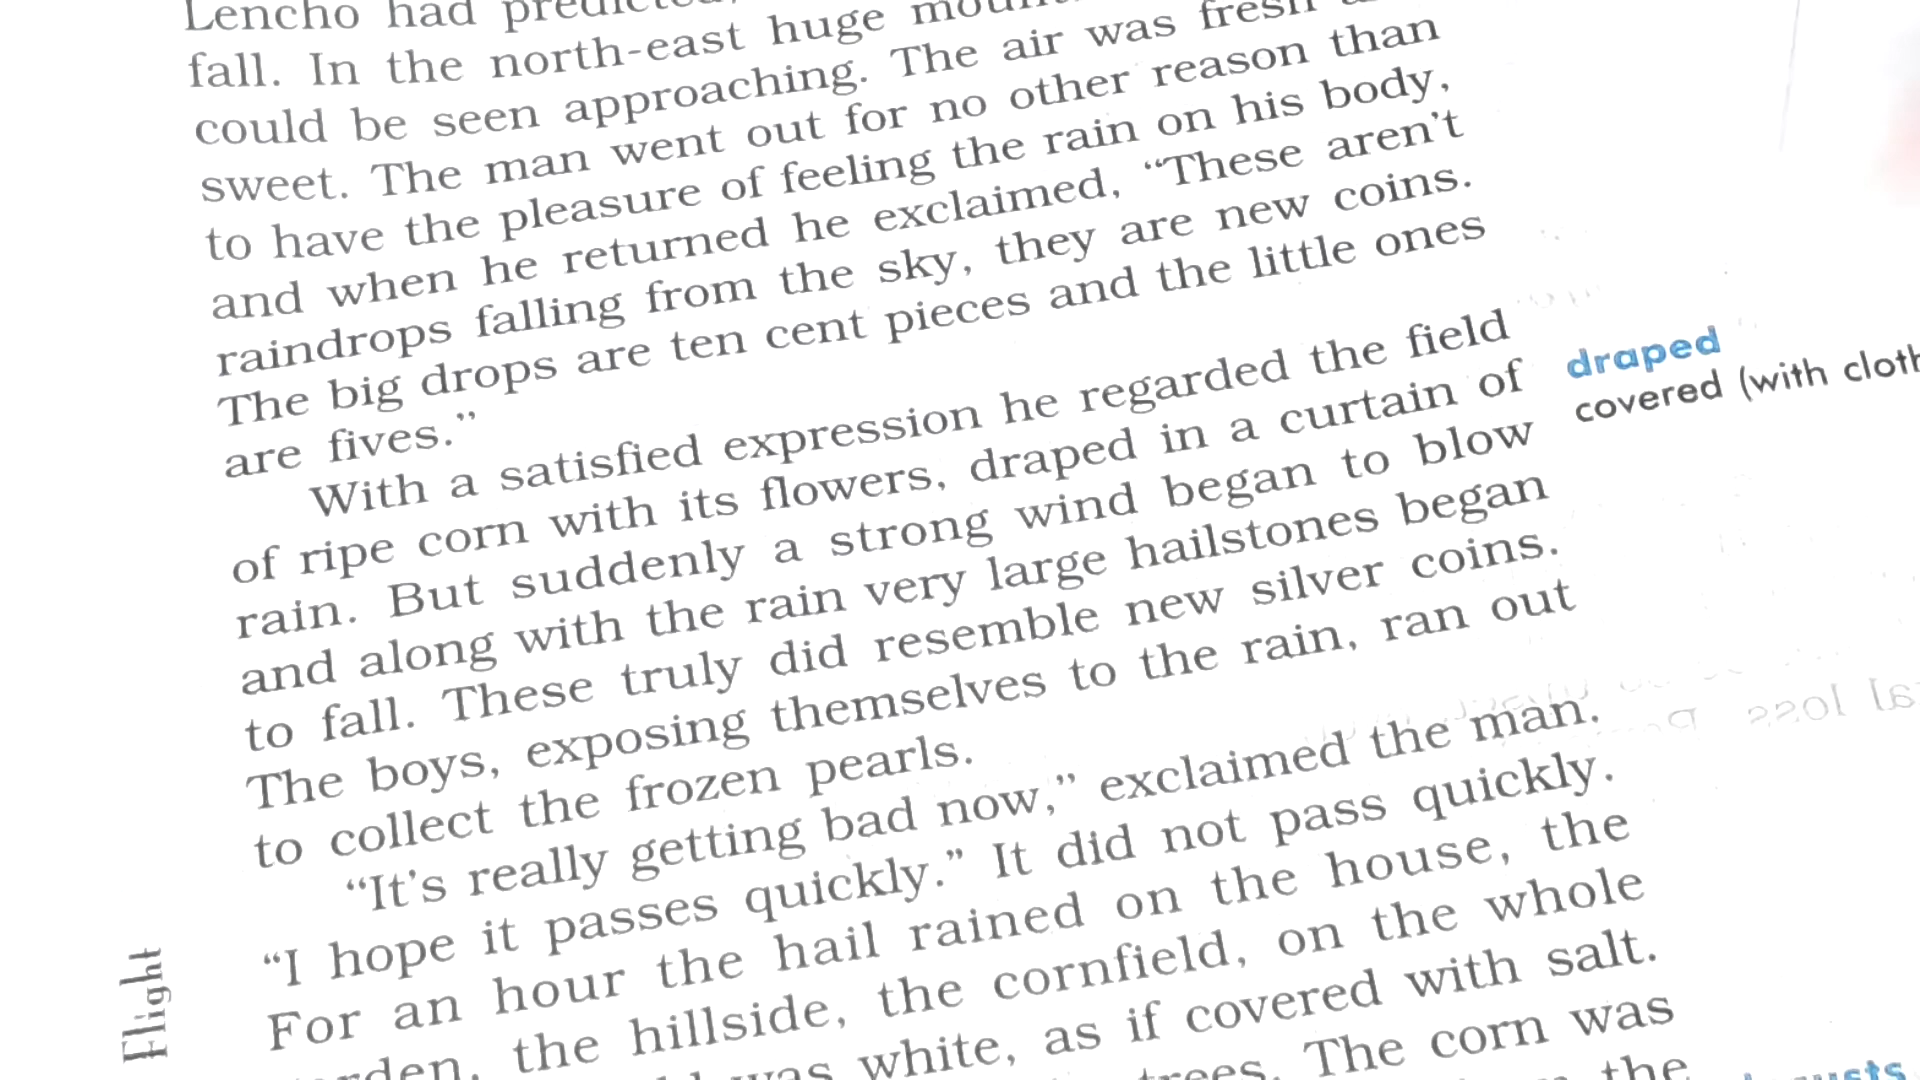 Lencho had
fall. In the north-east huge
could be seen approaching. The air was fresh
sweet. The man went out for no other reason than
to have the pleasure of feeling the rain on his body,
and when he returned he exclaimed, “These aren’t
raindrops falling from the sky, they are new coins.
The big drops are ten cent pieces and the little ones
are fives.”
With a satisfied expression he regarded the field
of ripe corn with its flowers, draped in a curtain of
rain. But suddenly a strong wind began to blow
and along with the rain very large hailstones began
to fall. These truly did resemble new silver coins.
The boys, exposing themselves to the rain, ran out
to collect the frozen pearls.
“It’s really getting bad now,” exclaimed the man.
“I hope it passes quickly.” It did not pass quickly.
For an hour the hail rained on the house, the
the hillside, the cornfield, on the whole
was white, as if covered with salt.
The corn was
the
draped
covered (with
Flight